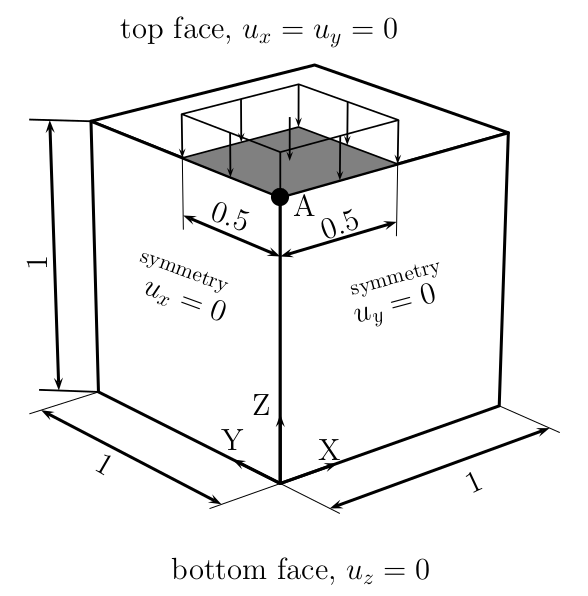 top face, $u_x = u_y = 0$
A
0.5
0.5
1
symmetry
$u_x = 0$
symmetry
$u_y = 0$
Z
Y
X
1
1
bottom face, $u_z = 0$